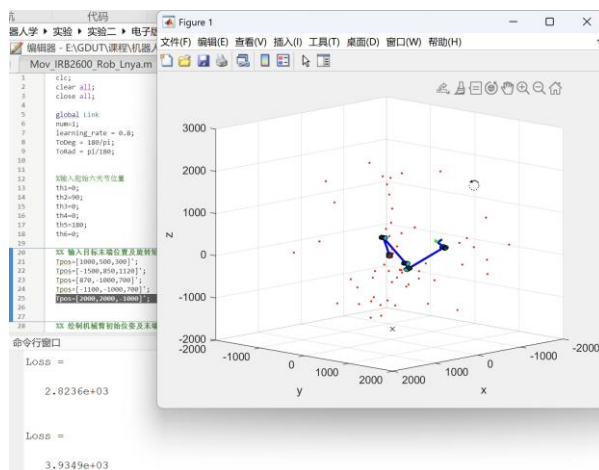 代码
器人学 > 实验 > 实验二 > 电子版
编辑器 - E:\GDUT\课程\机器人
Mov_IRB2600_Rob_Lnya.m
1 clc;
2 clear all;
3 close all;
4
5 global Link
6 num=1;
7 learning_rate = 0.8;
8 ToDeg = 180/pi;
9 ToRad = pi/180;
10
11
12 %输入起始六关节位置
13 th1=0;
14 th2=90;
15 th3=0;
16 th4=0;
17 th5=180;
18 th6=0;
19
20 %% 输入目标末端位置及旋转矩
21 Tpos=[1000,500,300]';
22 Tpos=[-1500,850,1120]';
23 Tpos=[870,-1000,700]';
24 Tpos=[-1100,-1000,700]';
25 Tpos=[2000,2000,-1000]';
26
27
28 %% 绘制机械臂初始位姿及末端
命令行窗口
Loss =
2.8236e+03
Loss =
3.9349e+03
Figure 1
文件(F) 编辑(E) 查看(V) 插入(I) 工具(T) 桌面(D) 窗口(W) 帮助(H)
3000
2000
1000
0
-1000
-2000
z
-2000
-1000
0
1000
2000
y
2000
1000
0
-1000
-2000
x